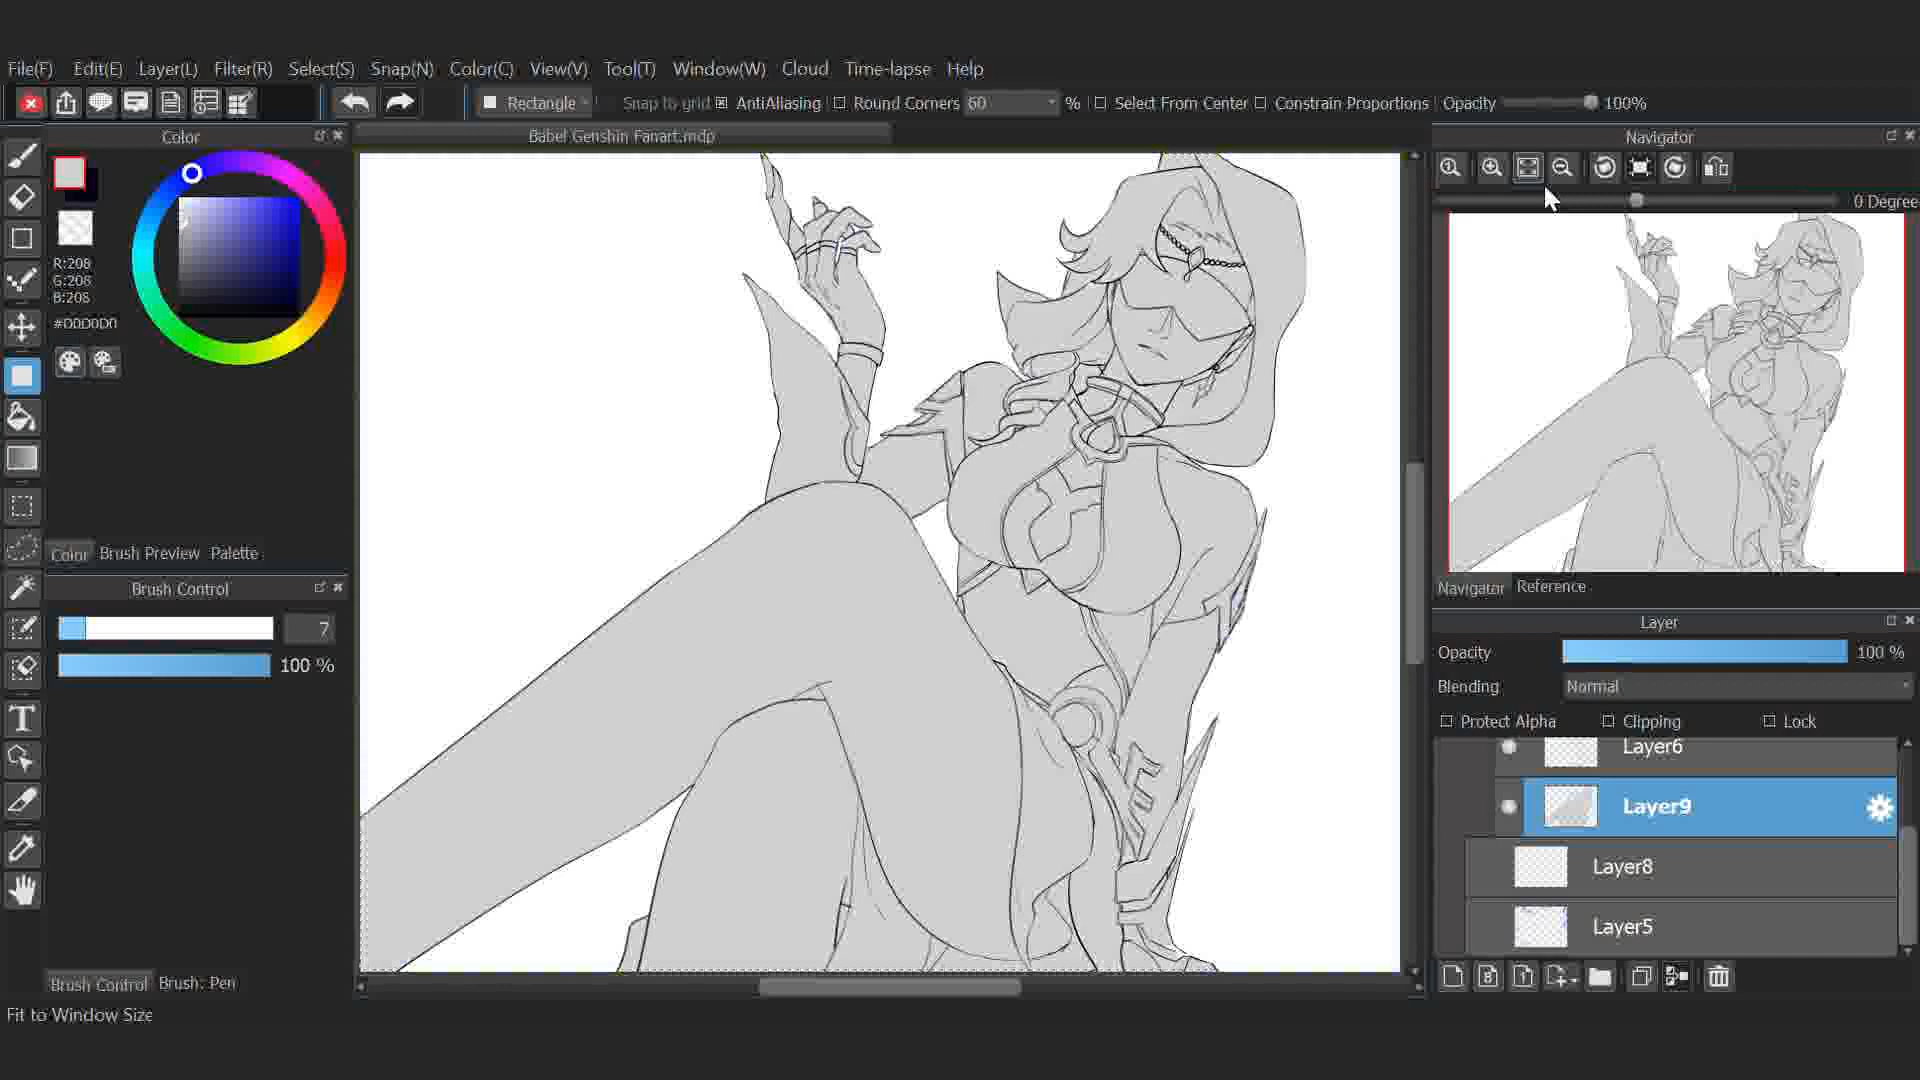 File(F) Edit(E) Layer(L) Filter(R) Select(S) Snap(N) Color(C) View(V) Tool(T) Window(W) Cloud Time-lapse Help
Rectangle Snap to grid AntiAliasing Round Corners 60 % Select From Center Constrain Proportions Opacity 100%
Color
Babel Genshin Fanart.mdp
Navigator
0 Degree
R:208
G:208
B:208
#D0D0D0
Color Brush Preview Palette
Brush Control
7
100 %
Brush Control Brush: Pen
Navigator Reference
Layer
Opacity 100 %
Blending Normal
Protect Alpha Clipping Lock
Layer6
Layer9
Layer8
Layer5
Fit to Window Size